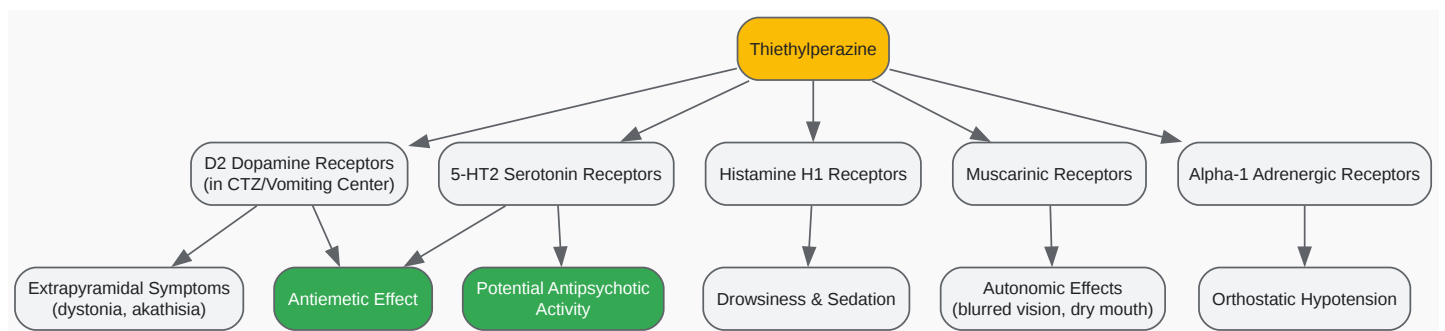 Thiethylperazine
D2 Dopamine Receptors
(in CTZ/Vomiting Center)
5-HT2 Serotonin Receptors
Histamine H1 Receptors
Muscarinic Receptors
Alpha-1 Adrenergic Receptors
Extrapyramidal Symptoms
(dystonia, akathisia)
Antiemetic Effect
Potential Antipsychotic
Activity
Drowsiness & Sedation
Autonomic Effects
(blurred vision, dry mouth)
Orthostatic Hypotension